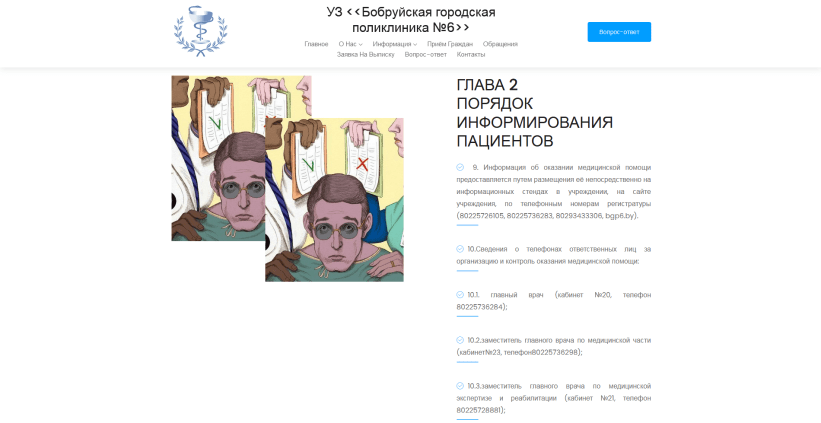 УЗ <<Бобруйская городская
поликлиника №6>>
Главное О Нас Информация Приём Граждан Обращения
Заявка На Выписку Вопрос-ответ Контакты
Вопрос-ответ
ГЛАВА 2
ПОРЯДОК
ИНФОРМИРОВАНИЯ
ПАЦИЕНТОВ
9. Информация об оказании медицинской помощи
предоставляется путем размещения её непосредственно на
информационных стендах в учреждении, на сайте
учреждения, по телефонным номерам регистратуры
(80225726105, 80225736283, 80293433306, bgp6.by).
10.Сведения о телефонах ответственных лиц за
организацию и контроль оказания медицинской помощи:
10.1. главный врач (кабинет №20, телефон
80225736284);
10.2.заместитель главного врача по медицинской части
(кабинет№23, телефон80225736298);
10.3.заместитель главного врача по медицинской
экспертизе и реабилитации (кабинет №21, телефон
80225728881);